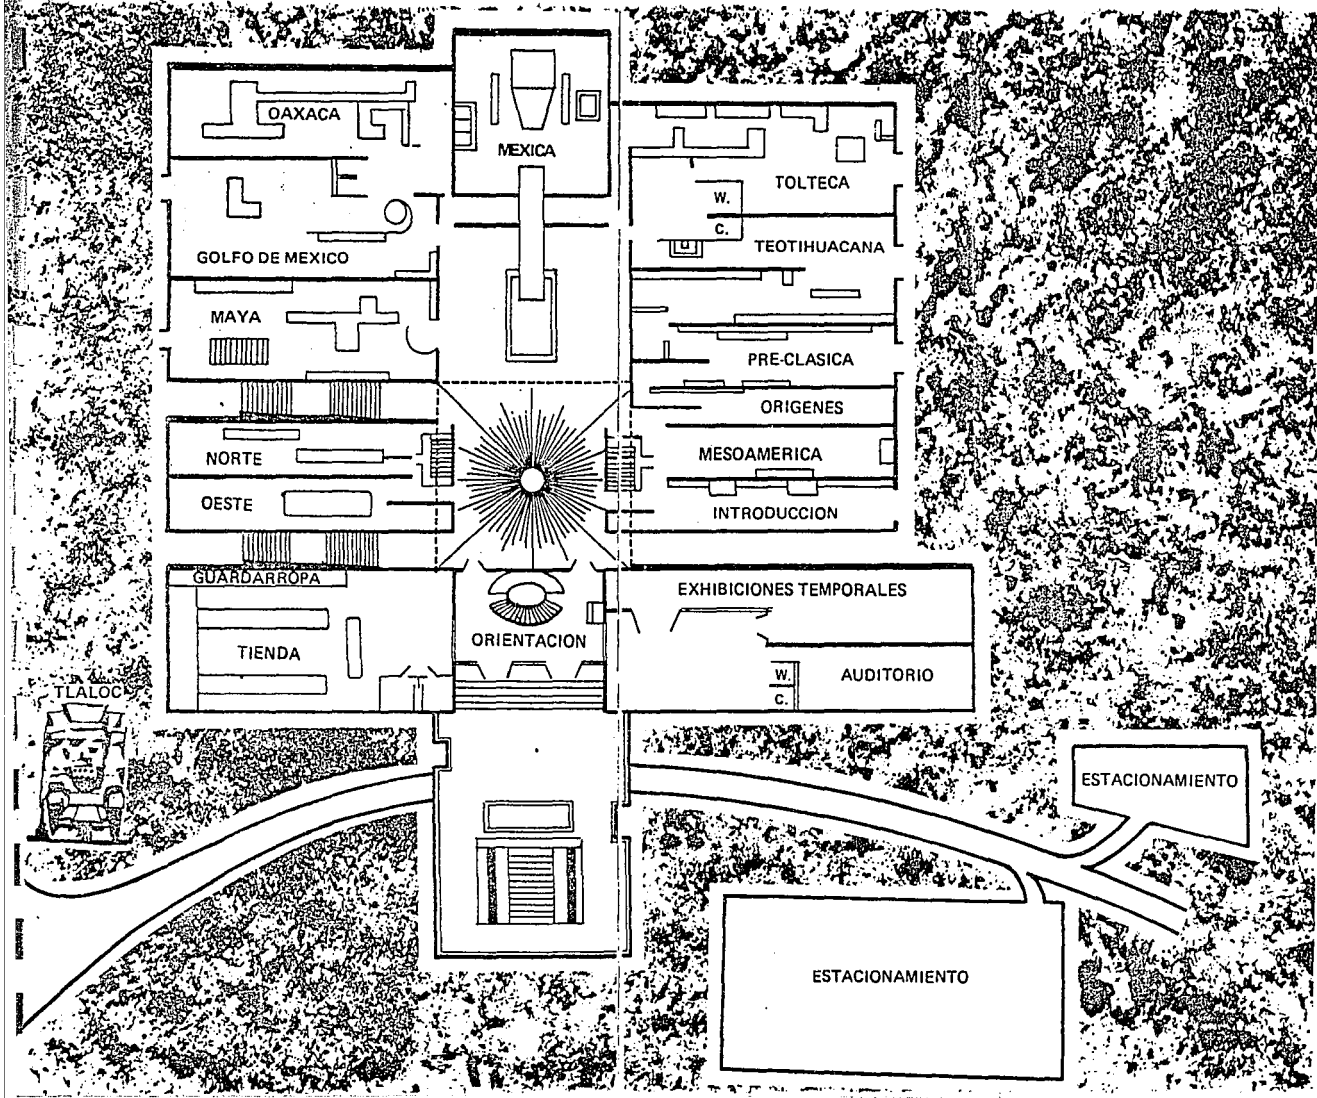 OAXACA
MEXICA
TOLTECA
W.
C.
TEOTIHUACANA
GOLFO DE MEXICO
MAYA
PRE-CLASICA
ORIGENES
NORTE
MESOAMERICA
OESTE
INTRODUCCION
GUARDARROPA
EXHIBICIONES TEMPORALES
ORIENTACION
TIENDA
W.
C.
AUDITORIO
TLALOC
ESTACIONAMIENTO
ESTACIONAMIENTO